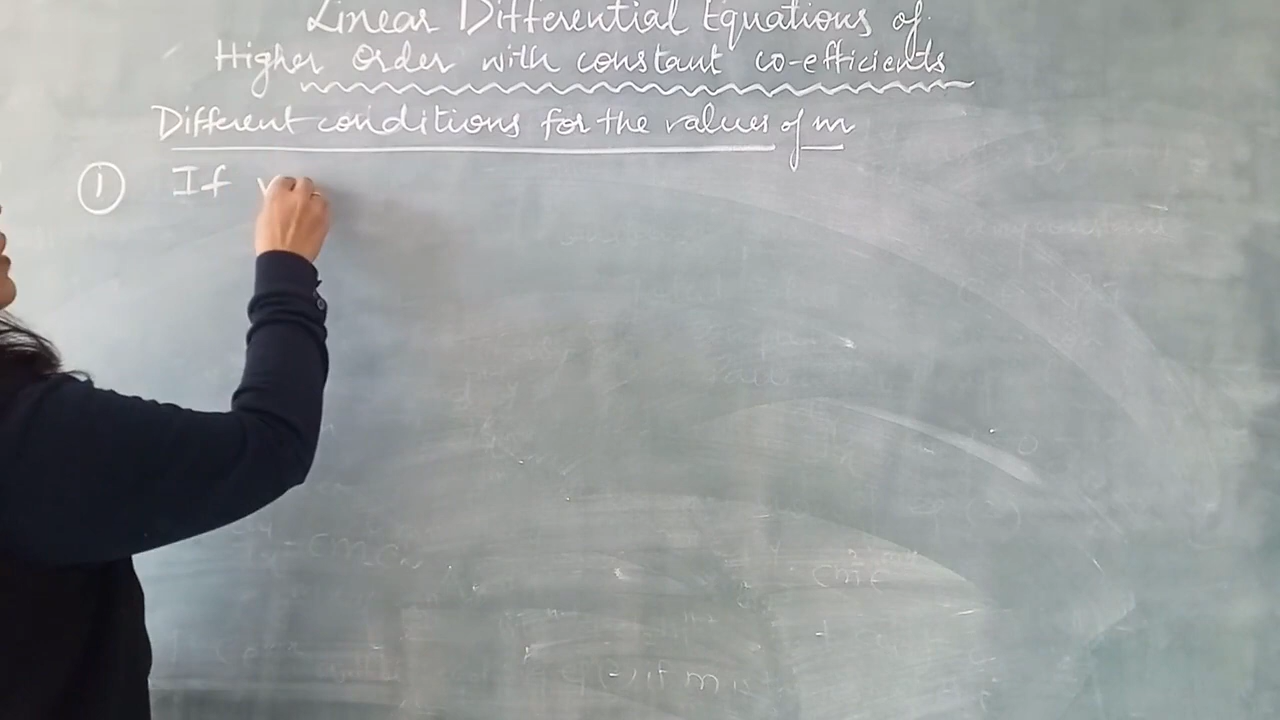 Linear Differential Equations of
Higher Order with constant co-efficients
Different conditions for the values of m
① If